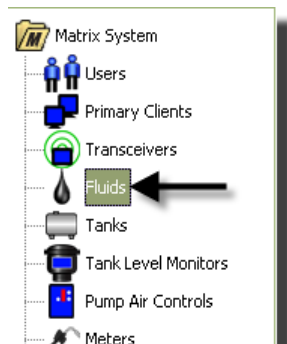 Matrix System
Users
Primary Clients
Transceivers
Fluids
Tanks
Tank Level Monitors
Pump Air Controls
Meters